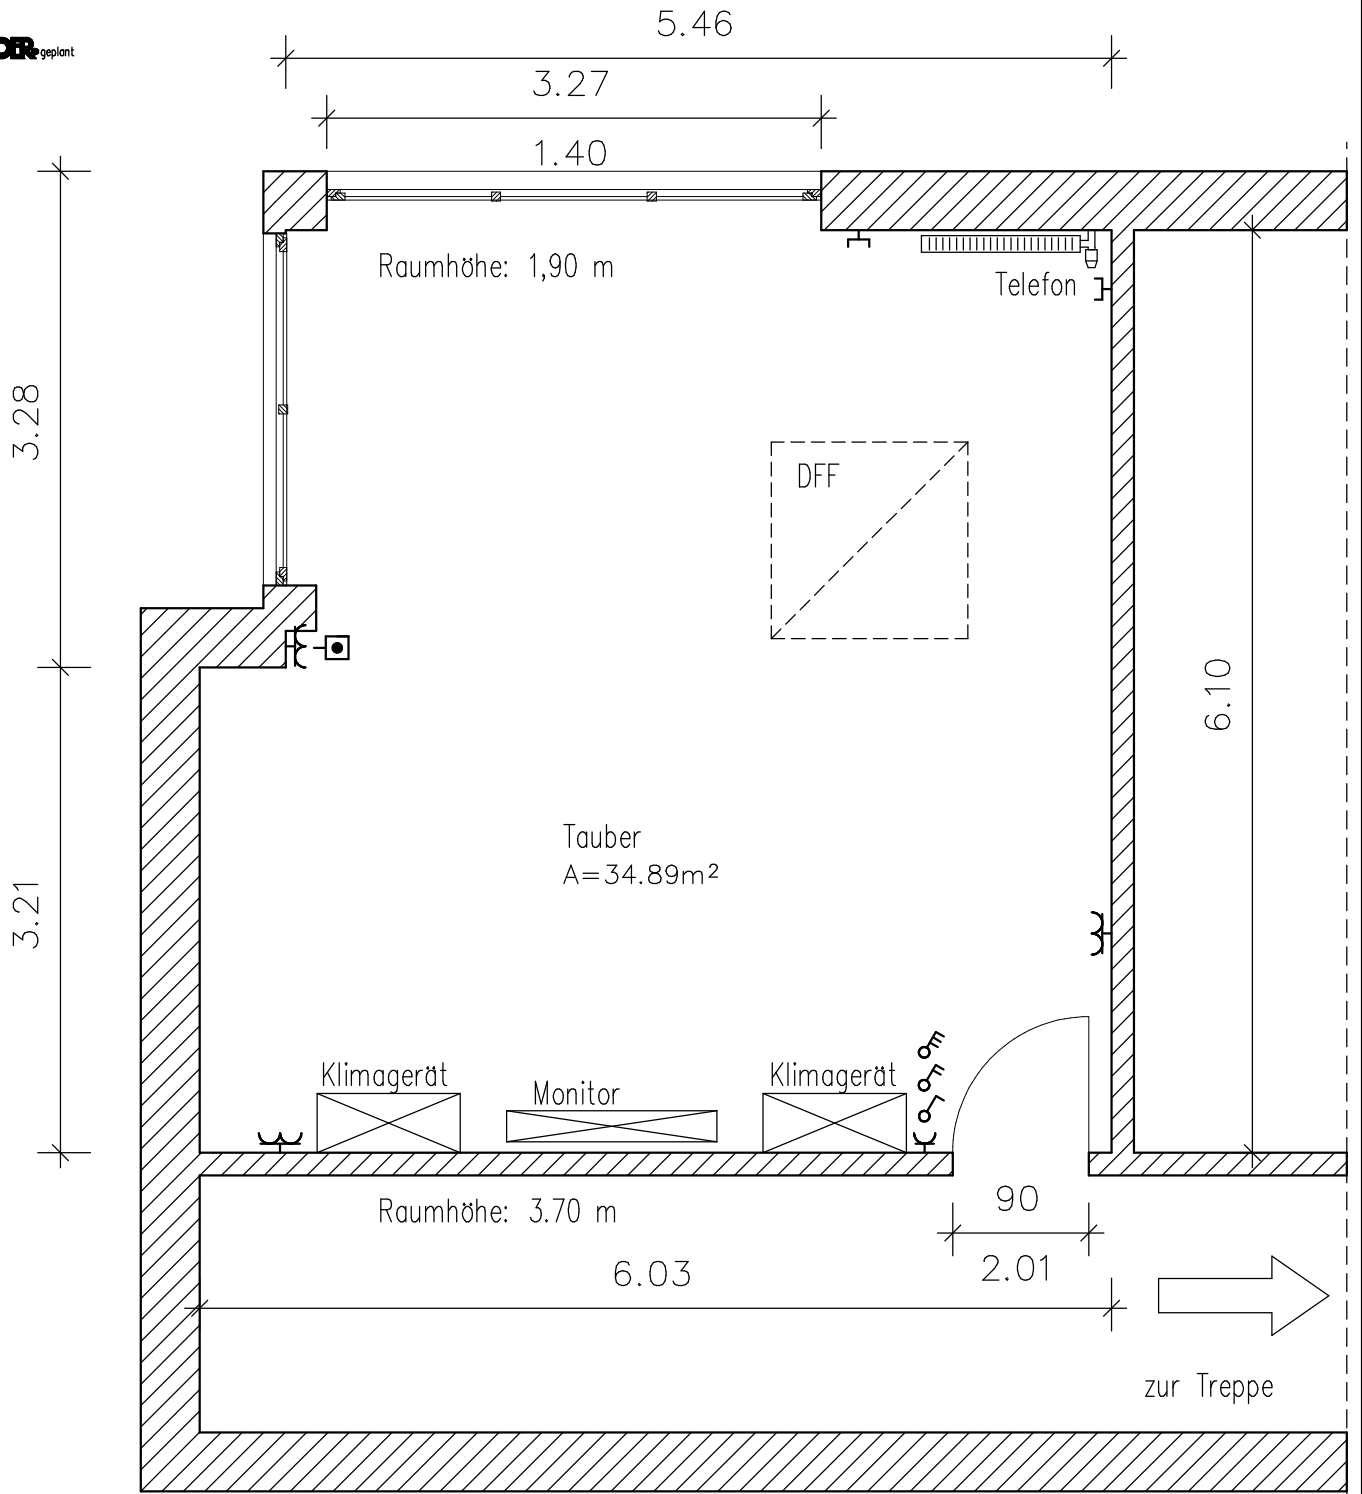 5.46
geplant
3.27
1.40
Raumhöhe: 1,90 m
Telefon
3.28
DFF
6.10
Tauber
A=34.89m²
3.21
Klimagerät
Monitor
Klimagerät
Raumhöhe: 3.70 m
90
6.03
2.01
zur Treppe